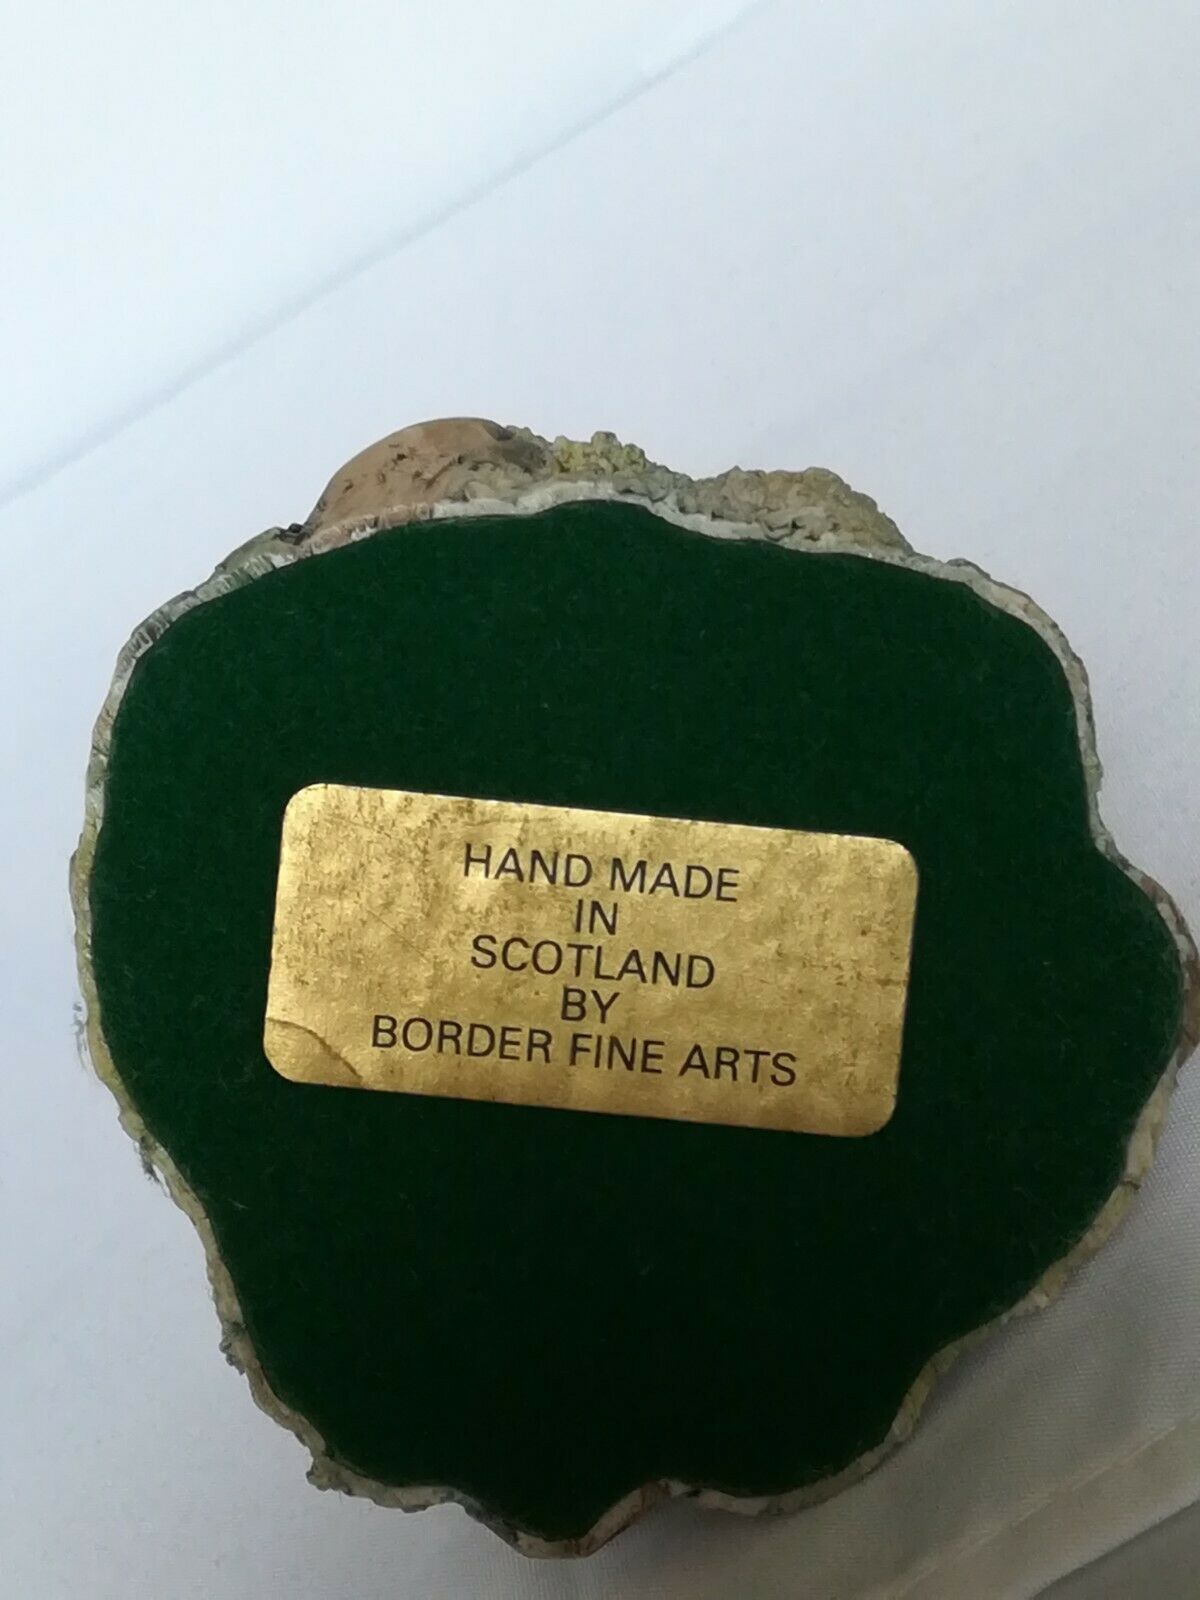 HAND MADE
IN
SCOTLAND
BY
BORDER FINE ARTS